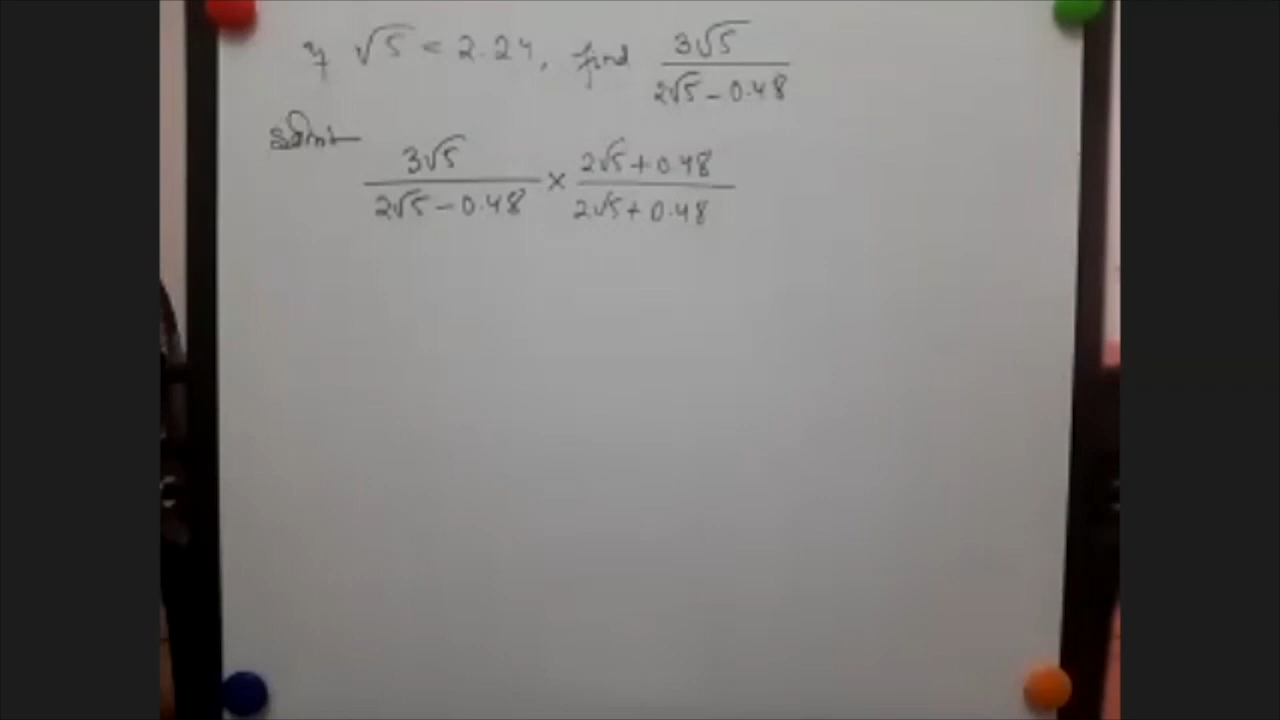 If √5 = 2.24, find 3√5 / (2√5 - 0.48)
3√5 / (2√5 - 0.48) × (2√5 + 0.48) / (2√5 + 0.48)